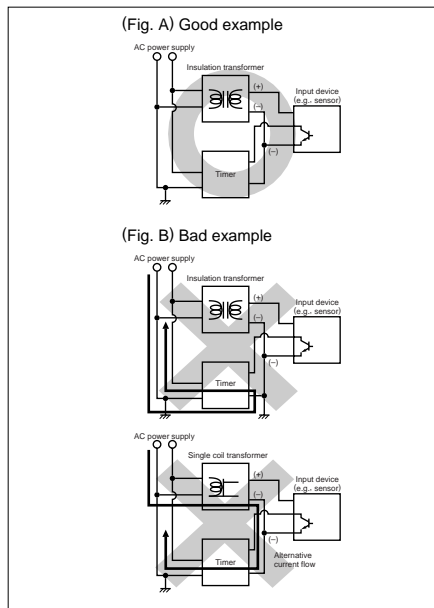 (Fig. A) Good example
AC power supply
Insulation transformer
(+)
Input device
(e.g. sensor)
(–)
Timer
(–)
(Fig. B) Bad example
AC power supply
Insulation transformer
(+)
Input device
(e.g. sensor)
(–)
Timer
(–)
AC power supply
Single coil transformer
(+)
Input device
(e.g. sensor)
(–)
(–)
Timer
Alternative
current flow